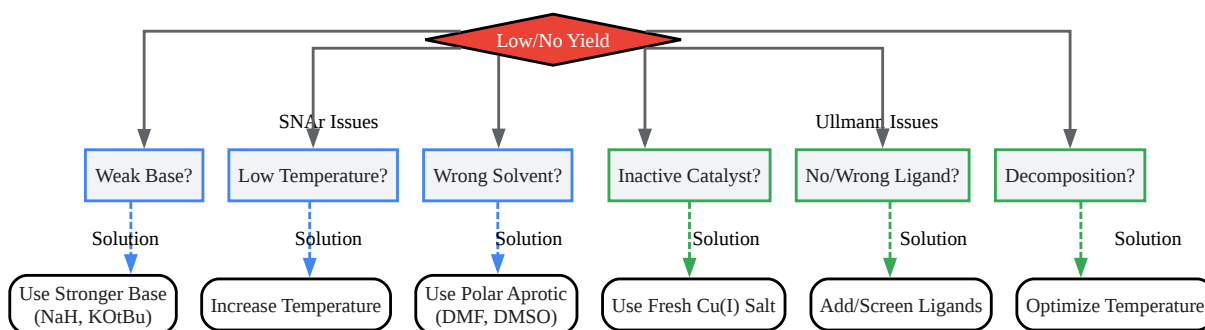 Low/No Yield
SNAr Issues
Ullmann Issues
Weak Base?
Low Temperature?
Wrong Solvent?
Inactive Catalyst?
No/Wrong Ligand?
Decomposition?
Solution
Solution
Solution
Solution
Solution
Solution
Use Stronger Base
(NaH, KOtBu)
Increase Temperature
Use Polar Aprotic
(DMF, DMSO)
Use Fresh Cu(I) Salt
Add/Screen Ligands
Optimize Temperature